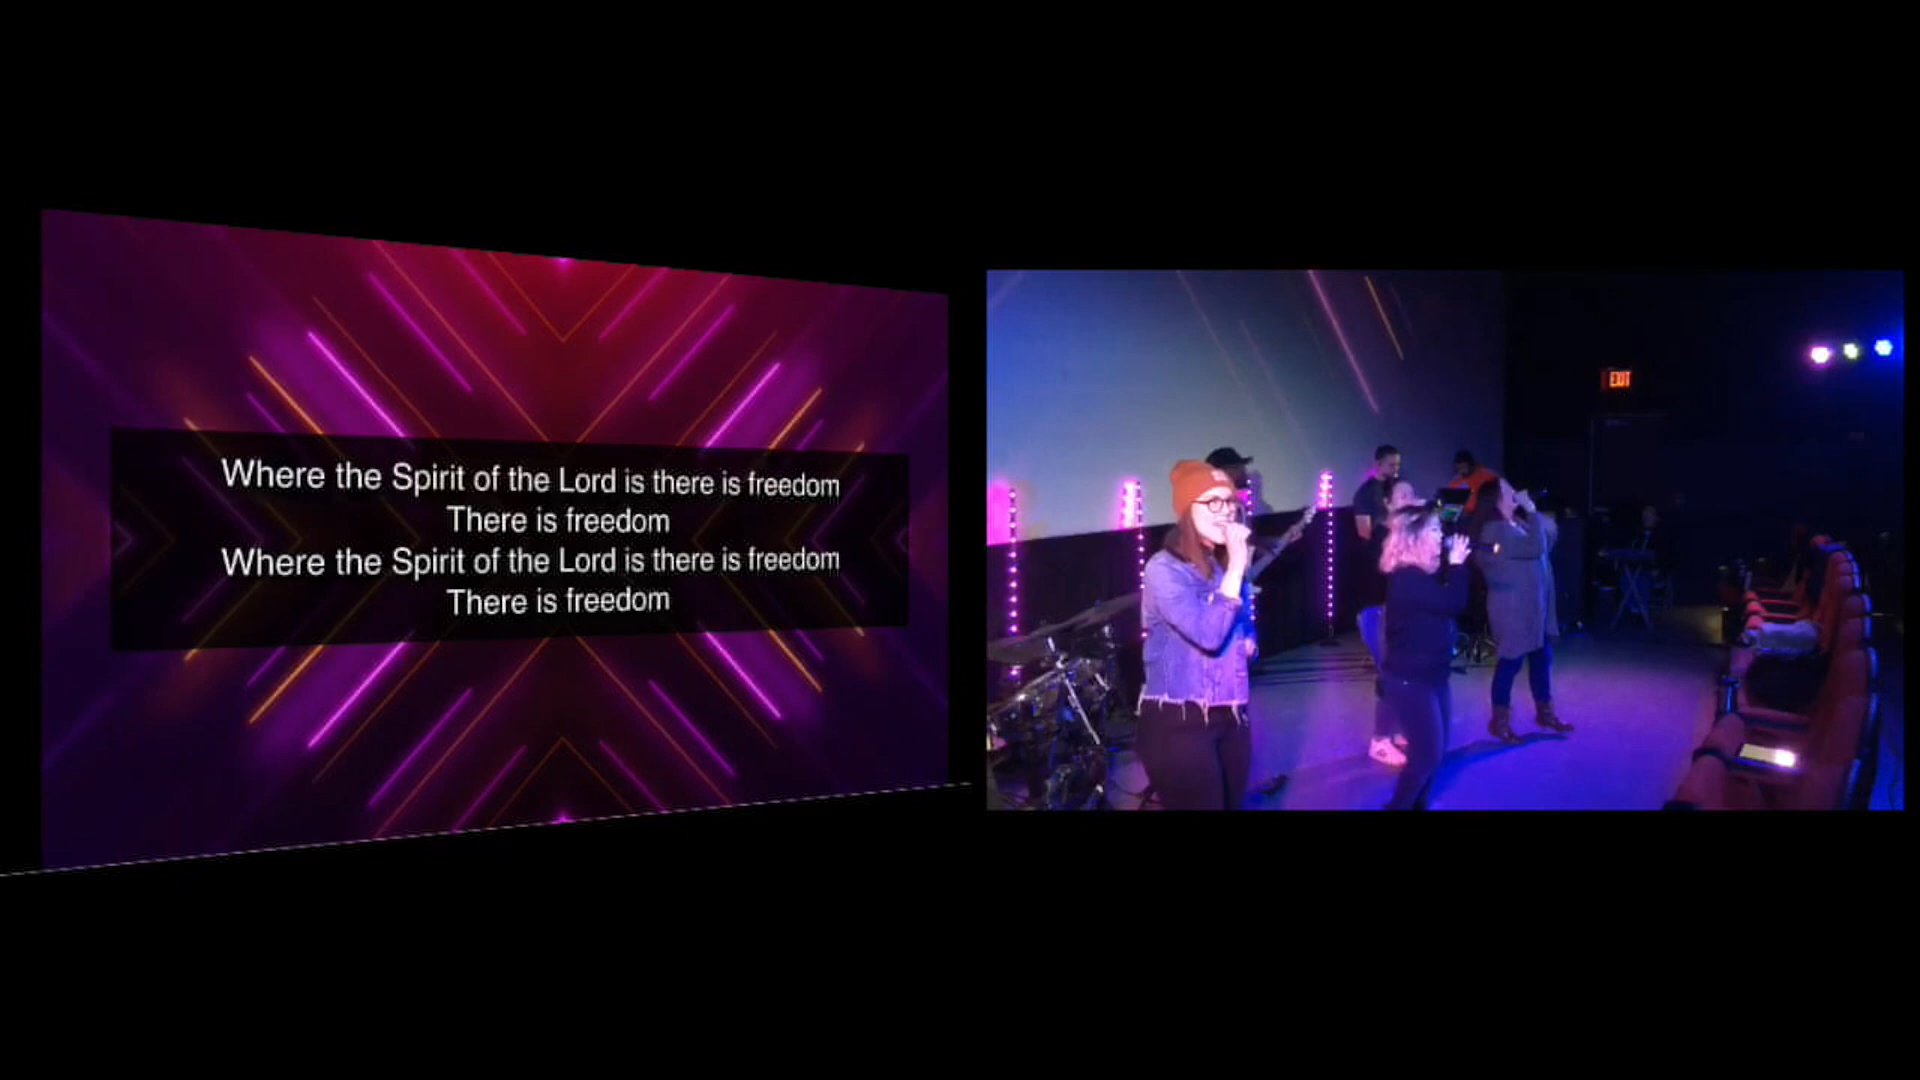 Where the Spirit of the Lord is there is freedom
There is freedom
Where the Spirit of the Lord is there is freedom
There is freedom
EXIT